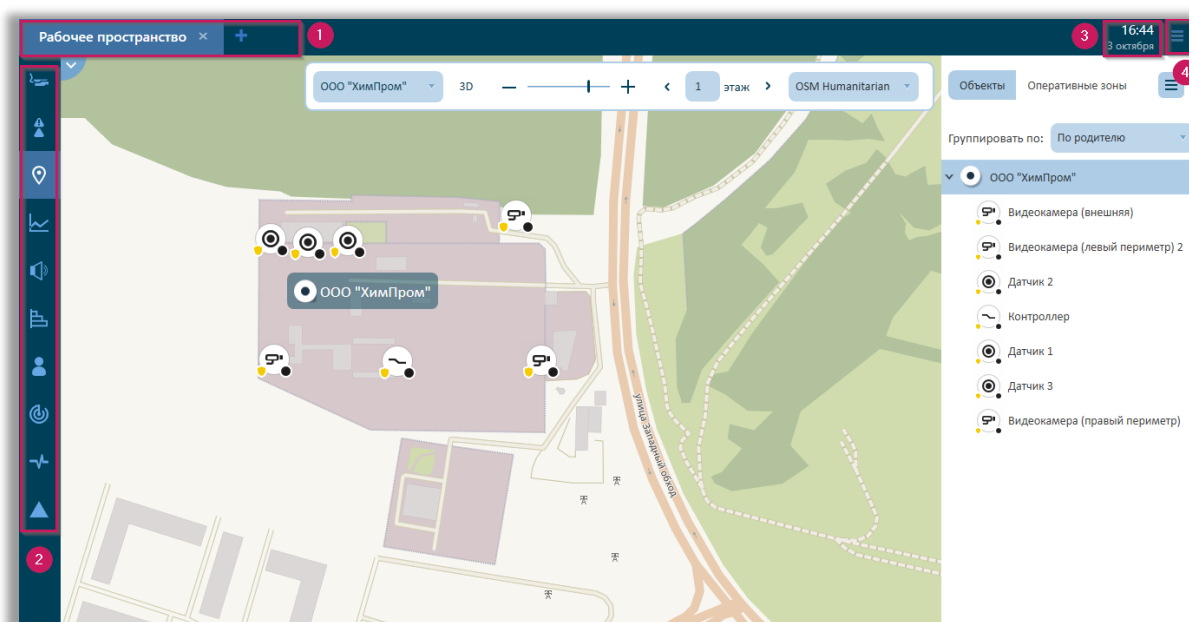 Рабочее пространство
1
3
16:44
3 октября
4
ООО "ХимПром"
3D
1
этаж
OSM Humanitarian
Объекты
Оперативные зоны
Группировать по:
По родителю
ООО "ХимПром"
Видеокамера (внешняя)
Видеокамера (левый периметр) 2
Датчик 2
Контроллер
Датчик 1
Датчик 3
Видеокамера (правый периметр)
ООО "ХимПром"
улица Западный обход
2